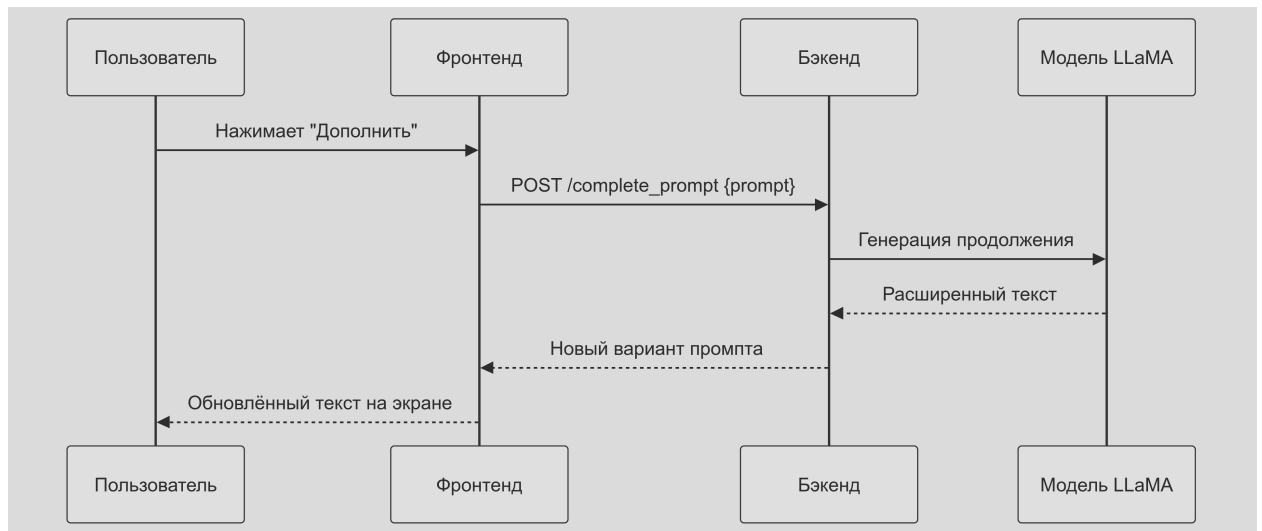 Пользователь
Фронтенд
Бэкенд
Модель LLaMA
Нажимает "Дополнить"
POST /complete_prompt {prompt}
Генерация продолжения
Расширенный текст
Новый вариант промпта
Обновлённый текст на экране
Пользователь
Фронтенд
Бэкенд
Модель LLaMA